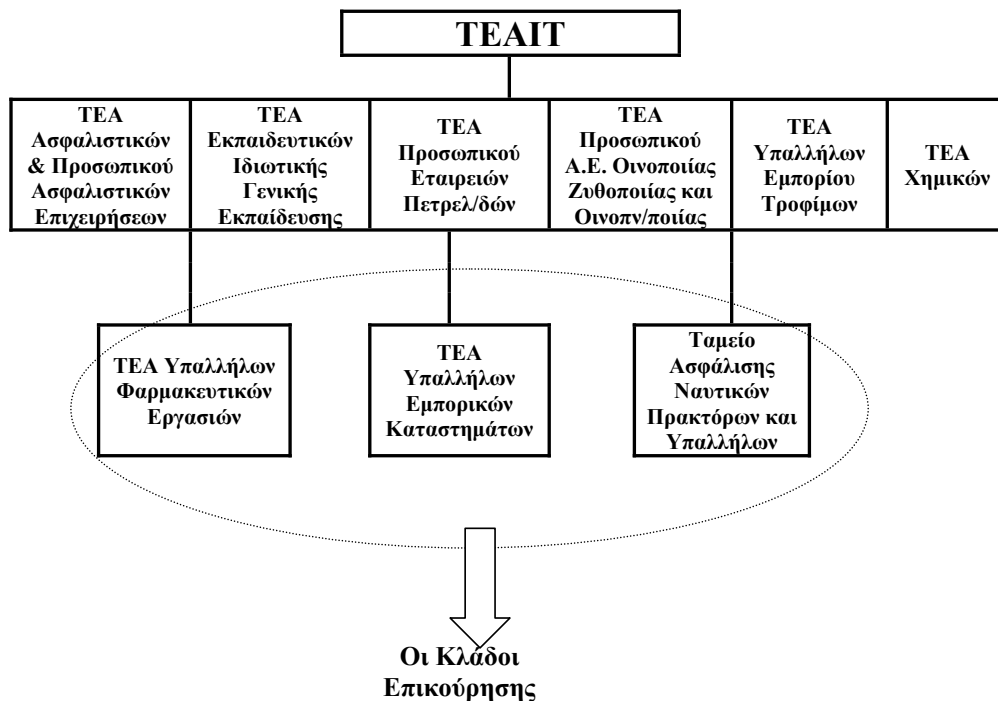 ΤΕΑΙΤ
ΤΕΑ
Ασφαλιστικών
& Προσωπικού
Ασφαλιστικών
Επιχειρήσεων
ΤΕΑ
Εκπαιδευτικών
Ιδιωτικής
Γενικής
Εκπαίδευσης
ΤΕΑ
Προσωπικού
Εταιρειών
Πετρελ/δών
ΤΕΑ
Προσωπικού
Α.Ε. Οινοποιίας
Ζυθοποιίας και
Οινοπν/ποιίας
ΤΕΑ
Υπαλλήλων
Εμπορίου
Τροφίμων
ΤΕΑ
Χημικών
ΤΕΑ Υπαλλήλων
Φαρμακευτικών
Εργασιών
ΤΕΑ
Υπαλλήλων
Εμπορικών
Καταστημάτων
Ταμείο
Ασφάλισης
Ναυτικών
Πρακτόρων και
Υπαλλήλων
Οι Κλάδοι
Επικούρησης